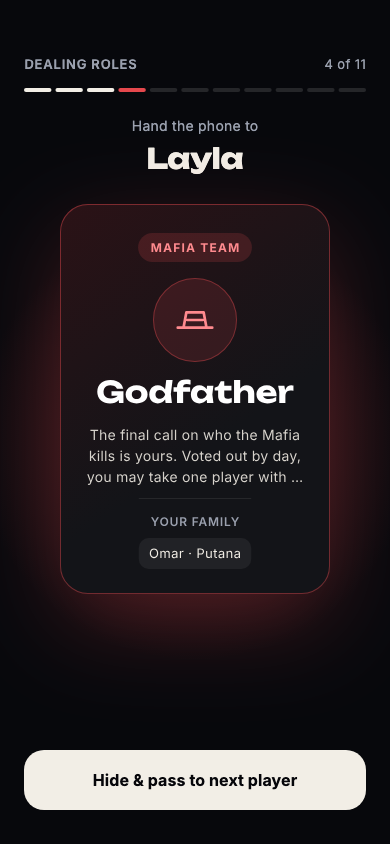 DEALING ROLES
4 of 11
Hand the phone to
Layla
MAFIA TEAM
Godfather
The final call on who the Mafia
kills is yours. Voted out by day,
you may take one player with ...
YOUR FAMILY
Omar · Putana
Hide & pass to next player